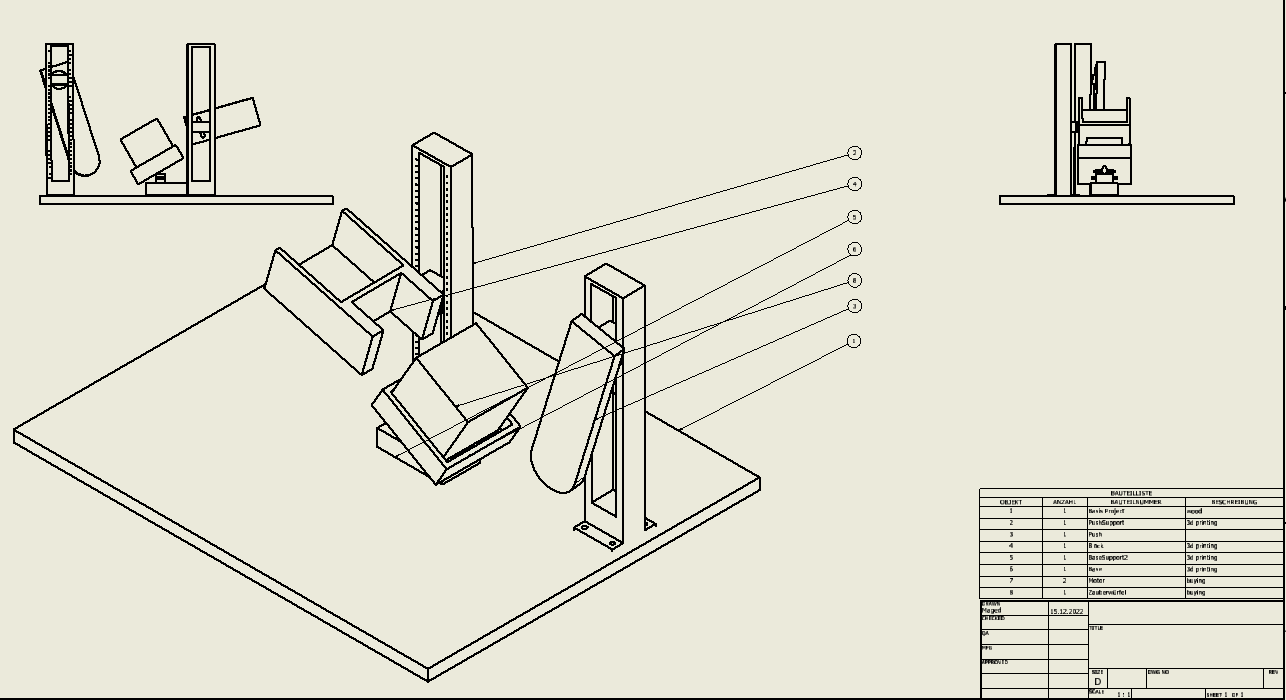 2
4
5
6
8
3
1
BAUTEILLISTE
OBJEKT ANZAHL BAUTEILNUMMER BESCHREIBUNG
1 1 Basis Project wood
2 1 PushSupport 3d printing
3 1 Push
4 1 Block 3d printing
5 1 BaseSupport2 3d printing
6 1 Base 3d printing
7 2 Motor buying
8 1 Zauberwürfel buying
DRAWN
Maged 15.12.2022
CHECKED
TITLE
QA
MFG
APPROVED
SIZE DWG NO REV
D
SCALE 1 : 1 SHEET 1 OF 1